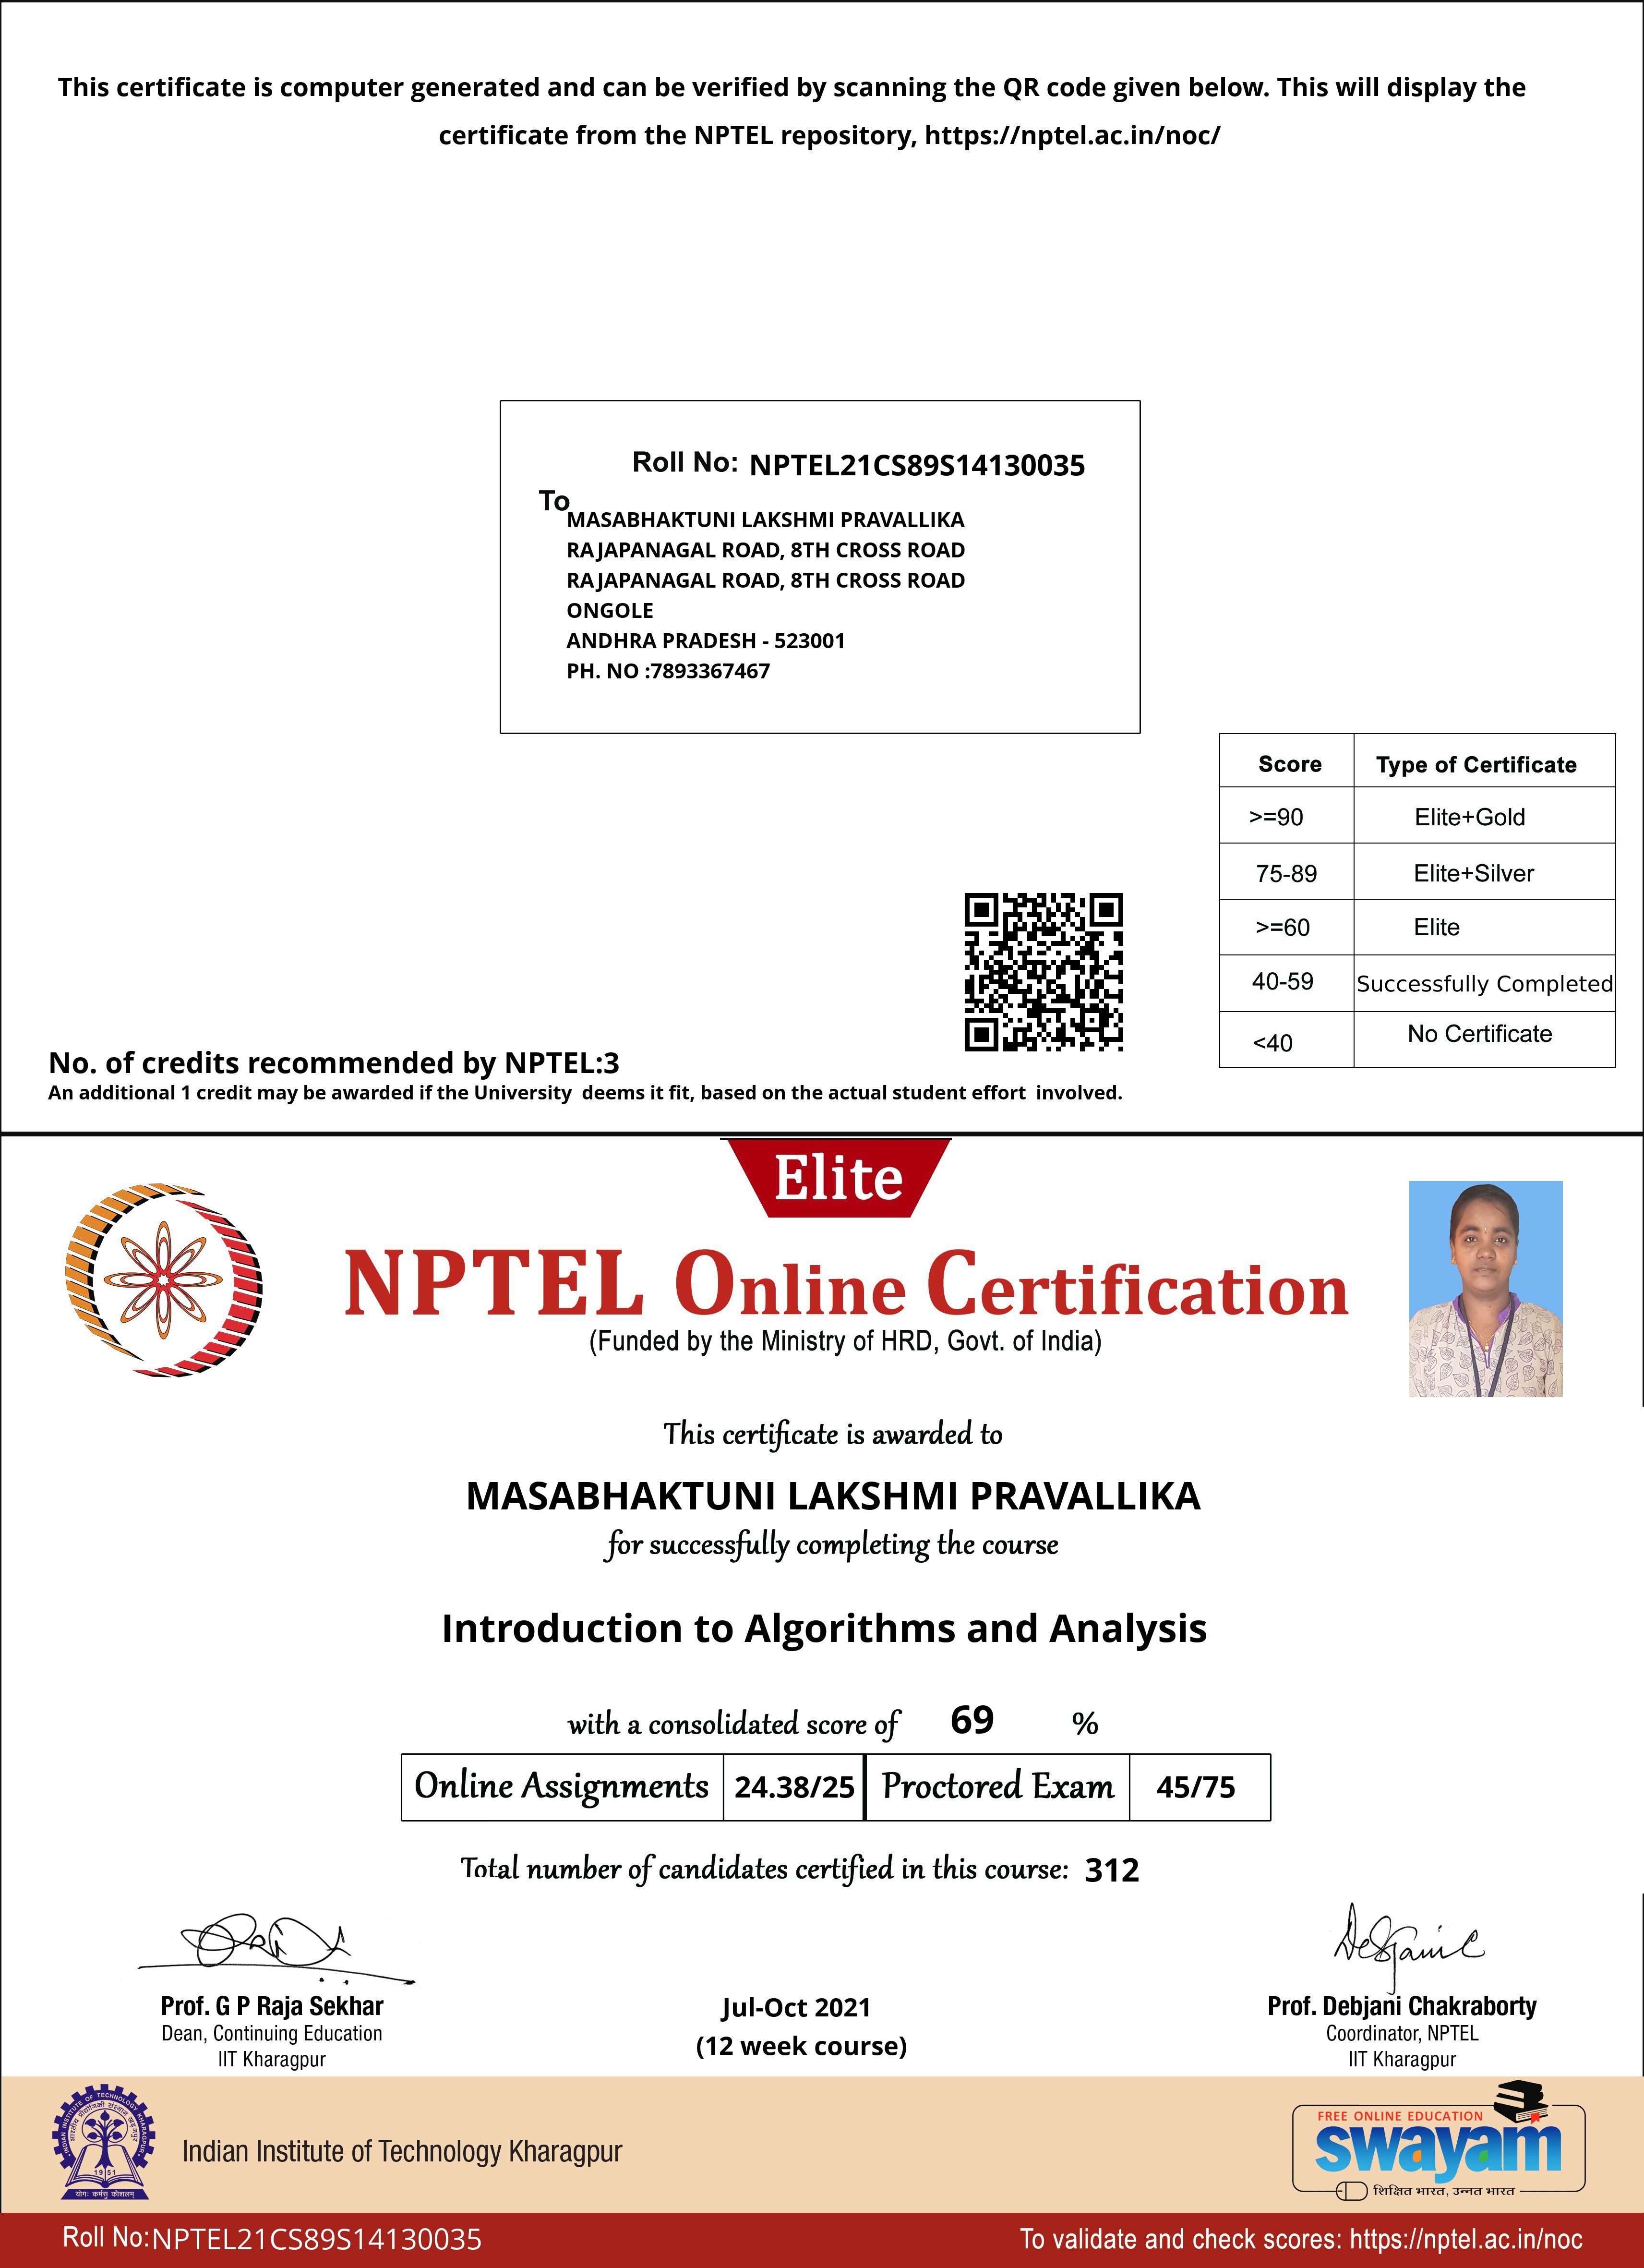 This certificate is computer generated and can be verified by scanning the QR code given below. This will display the
certificate from the NPTEL repository, https://nptel.ac.in/noc/
Roll No: NPTEL21CS89S14130035
To
MASABHAKTUNI LAKSHMI PRAVALLIKA
RAJAPANAGAL ROAD, 8TH CROSS ROAD
RAJAPANAGAL ROAD, 8TH CROSS ROAD
ONGOLE
ANDHRA PRADESH - 523001
PH. NO :7893367467
Score Type of Certificate
>=90 Elite+Gold
75-89 Elite+Silver
>=60 Elite
40-59 Successfully Completed
<40 No Certificate
No. of credits recommended by NPTEL:3
An additional 1 credit may be awarded if the University deems it fit, based on the actual student effort involved.
Elite
NPTEL Online Certification
(Funded by the Ministry of HRD, Govt. of India)
This certificate is awarded to
MASABHAKTUNI LAKSHMI PRAVALLIKA
for successfully completing the course
Introduction to Algorithms and Analysis
with a consolidated score of 69 %
Online Assignments 24.38/25 Proctored Exam 45/75
Total number of candidates certified in this course: 312
Debjani C
Prof. G P Raja Sekhar
Dean, Continuing Education
IIT Kharagpur
Jul-Oct 2021
(12 week course)
Prof. Debjani Chakraborty
Coordinator, NPTEL
IIT Kharagpur
INDIAN INSTITUTE OF TECHNOLOGY KHARAGPUR
1951
योगः कर्मसु कौशलम्
Indian Institute of Technology Kharagpur
FREE ONLINE EDUCATION
swayam
शिक्षित भारत, उन्नत भारत
Roll No: NPTEL21CS89S14130035
To validate and check scores: https://nptel.ac.in/noc